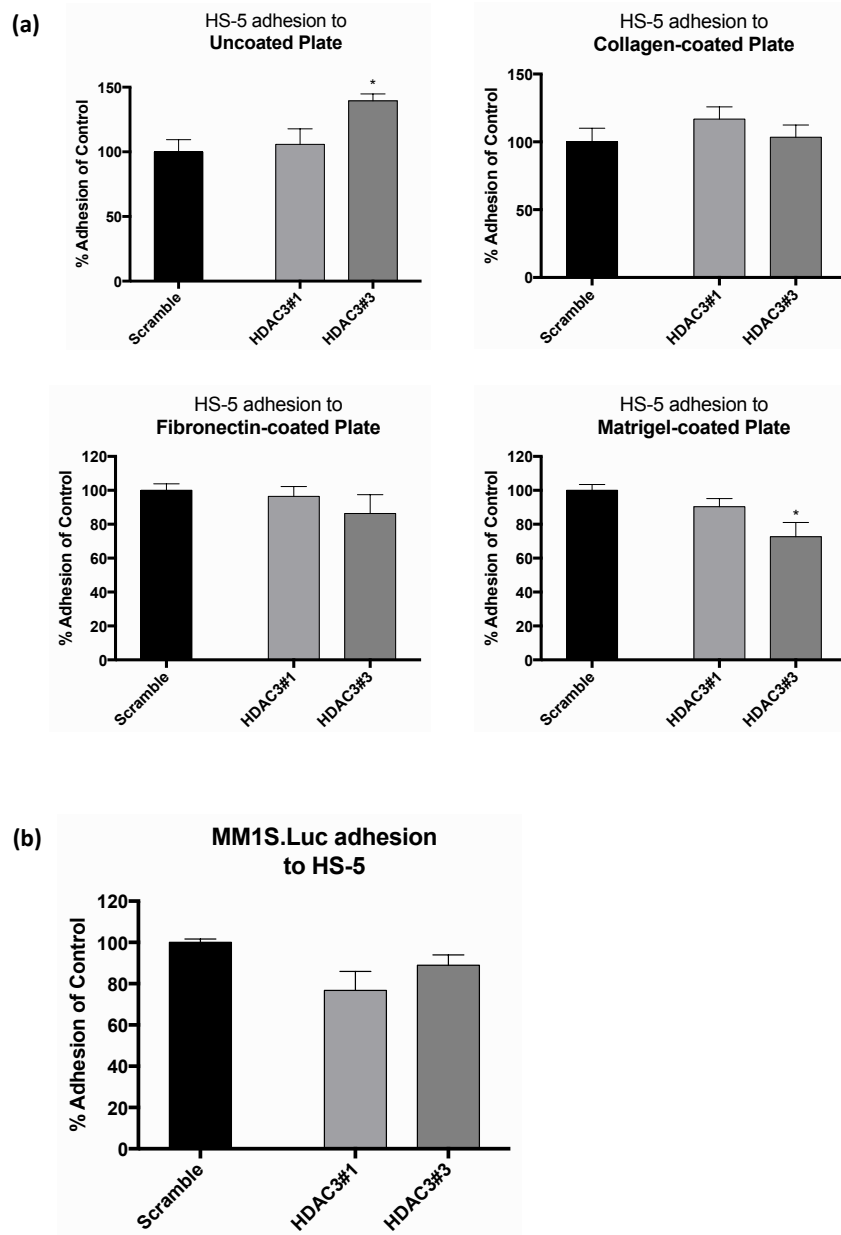 (a)
HS-5 adhesion to
Uncoated Plate
% Adhesion of Control
150
100
50
0
*
Scramble
HDAC3#1
HDAC3#3
HS-5 adhesion to
Collagen-coated Plate
% Adhesion of Control
150
100
50
0
Scramble
HDAC3#1
HDAC3#3
HS-5 adhesion to
Fibronectin-coated Plate
% Adhesion of Control
120
100
80
60
40
20
0
Scramble
HDAC3#1
HDAC3#3
HS-5 adhesion to
Matrigel-coated Plate
% Adhesion of Control
120
100
80
60
40
20
0
*
Scramble
HDAC3#1
HDAC3#3
(b)
MM1S.Luc adhesion
to HS-5
% Adhesion of Control
120
100
80
60
40
20
0
Scramble
HDAC3#1
HDAC3#3